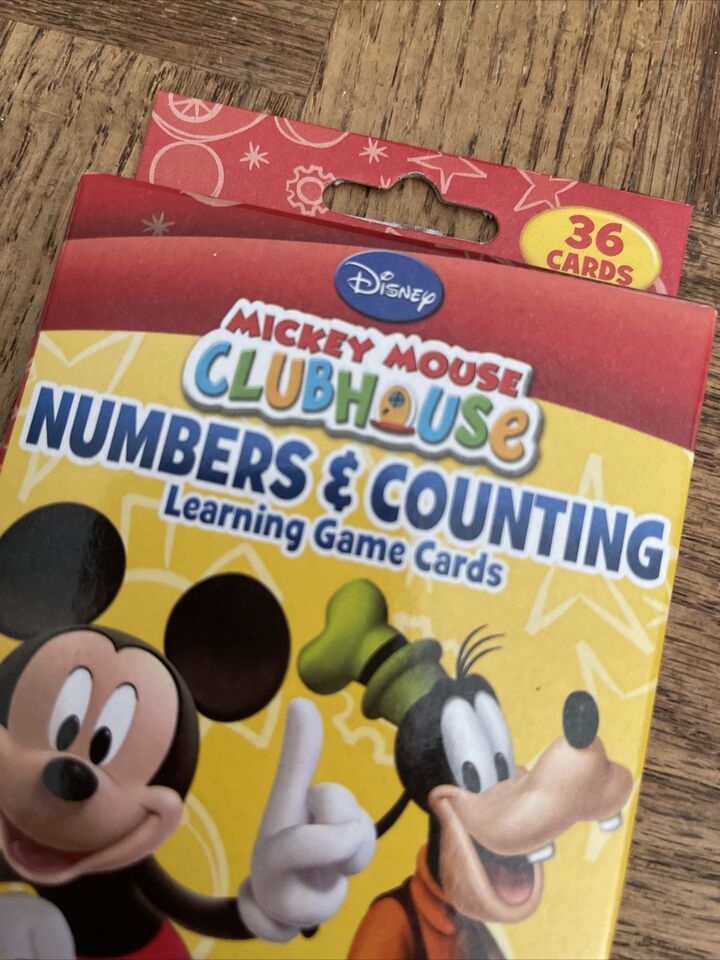 36
CARDS
Disney
MICKEY MOUSE
CLUBHOUSE
NUMBERS & COUNTING
Learning Game Cards